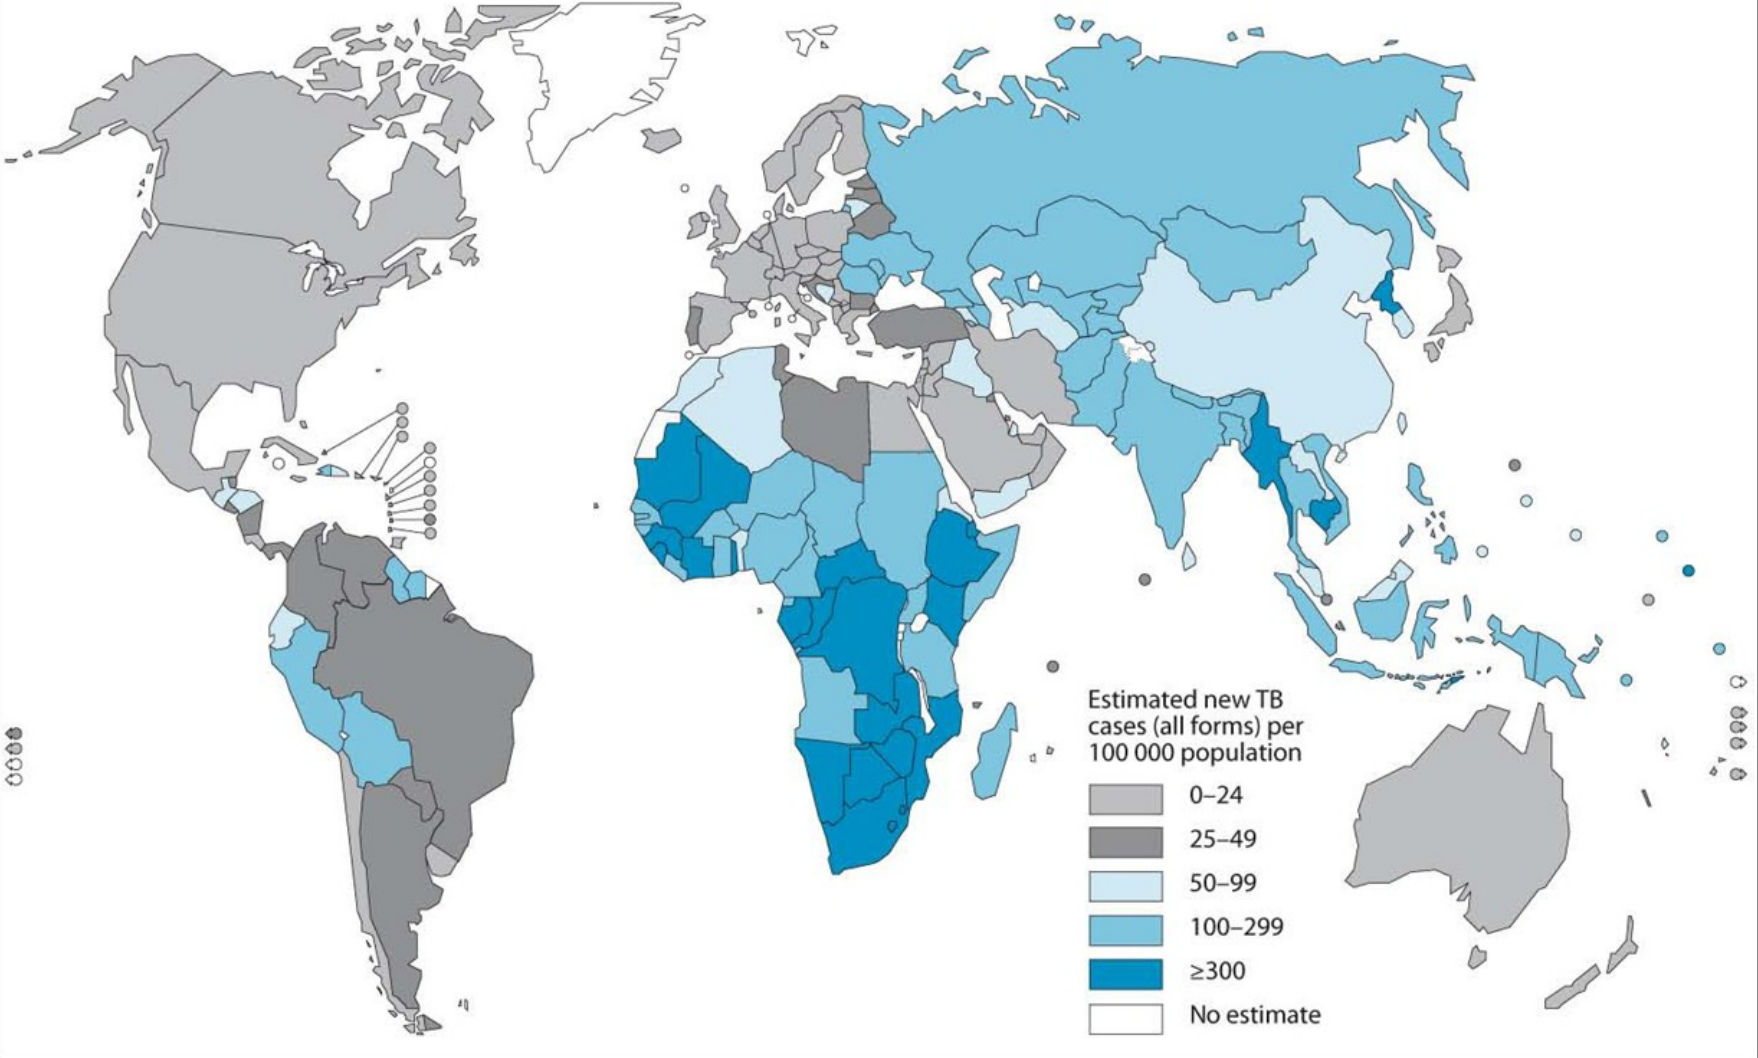 Estimated new TB
cases (all forms) per
100 000 population
0–24
25–49
50–99
100–299
≥300
No estimate